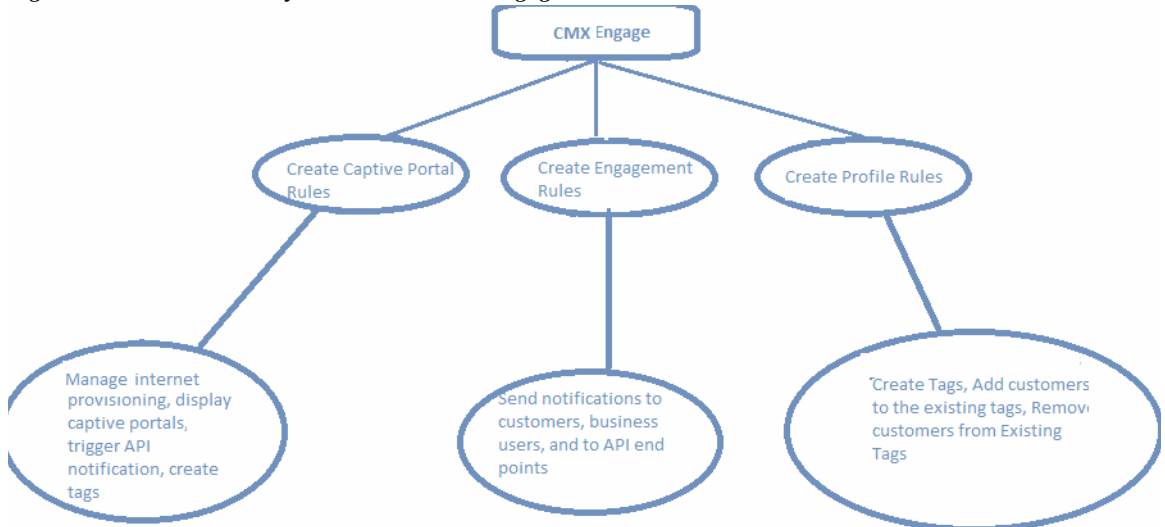 CMX Engage
Create Captive Portal
Rules
Create Engagement
Rules
Create Profile Rules
Manage internet
provisioning, display
captive portals,
trigger API
notification, create
tags
Send notifications to
customers, business
users, and to API end
points
Create Tags, Add customers
to the existing tags, Remov
customers from Existing
Tags